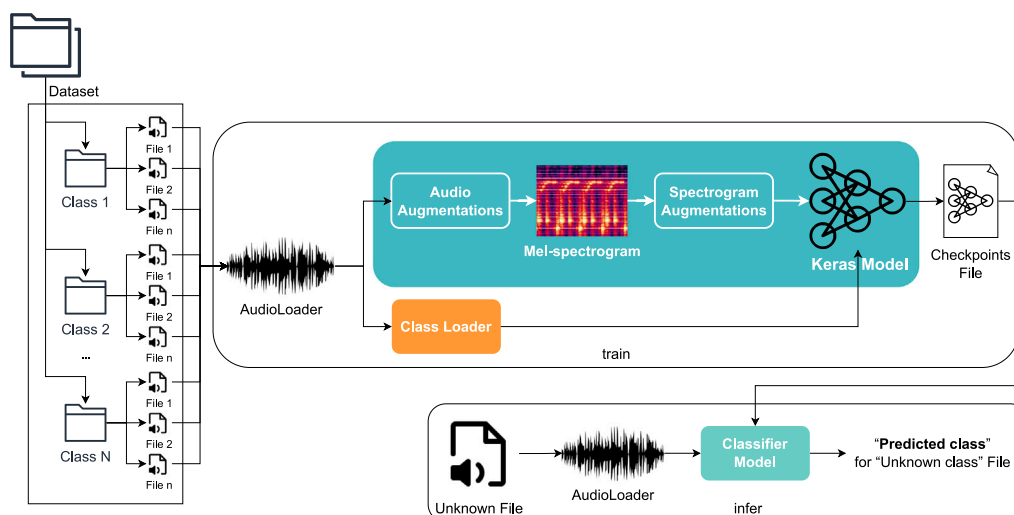 Dataset
File 1
File 2
File n
Class 1
File 1
File 2
File n
Class 2
...
File 1
File 2
File n
Class N
AudioLoader
Audio
Augmentations
Mel-spectrogram
Spectrogram
Augmentations
Keras Model
Checkpoints
File
Class Loader
train
Unknown File
AudioLoader
Classifier
Model
“Predicted class”
for “Unknown class” File
infer